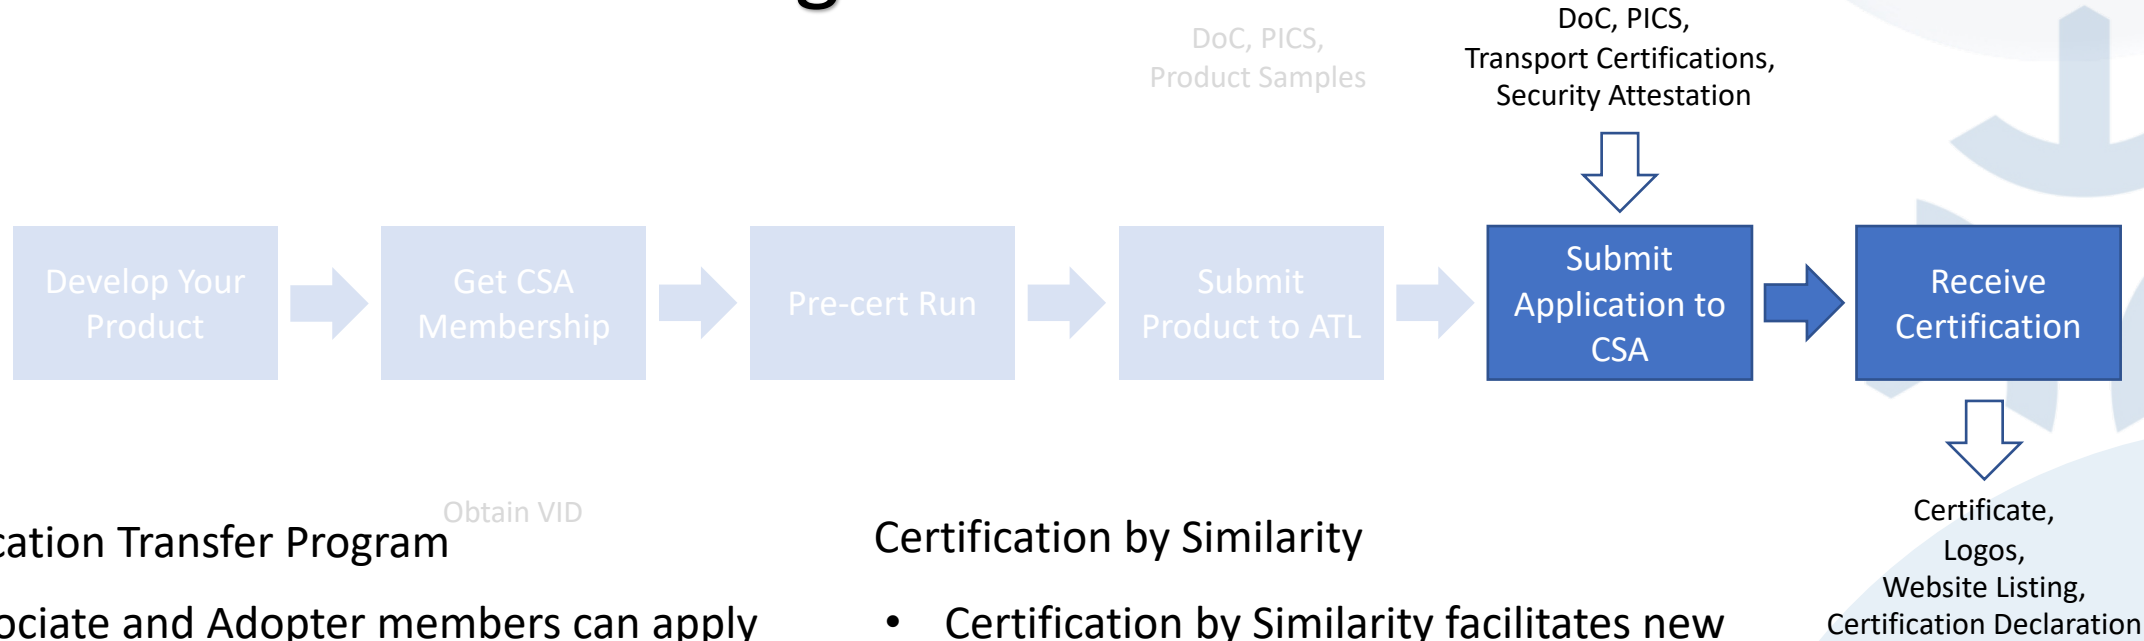 g
DoC, PICS,
Product Samples
DoC, PICS,
Transport Certifications,
Security Attestation
Develop Your
Product
Get CSA
Membership
Pre-cert Run
Submit
Product to ATL
Submit
Application to
CSA
Receive
Certification
Obtain VID
cation Transfer Program
ociate and Adopter members can apply
Certification by Similarity
• Certification by Similarity facilitates new
Certificate,
Logos,
Website Listing,
Certification Declaration